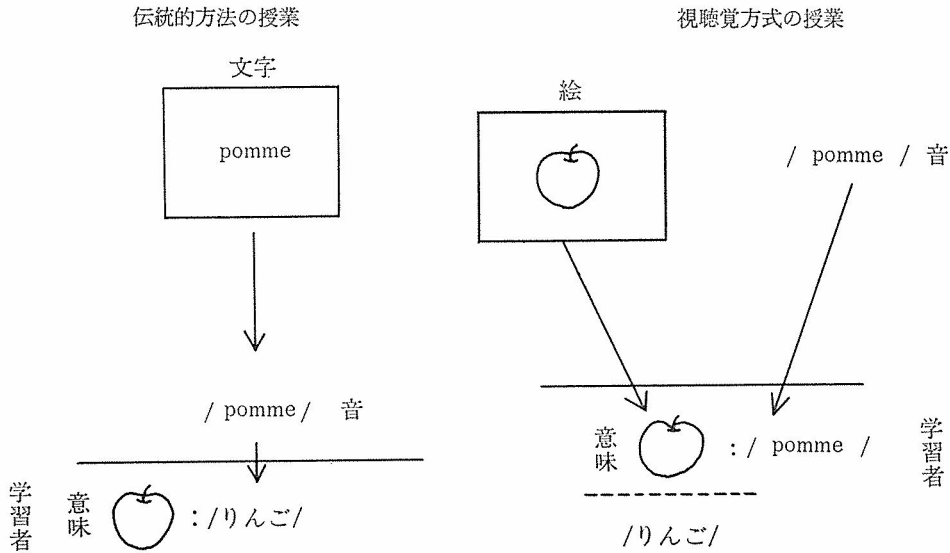 伝統的方法の授業
文字
pomme
/ pomme / 音
学習者
意味
:/りんご/
視聴覚方式の授業
絵
/ pomme / 音
意味
:/ pomme /
学習者
/りんご/